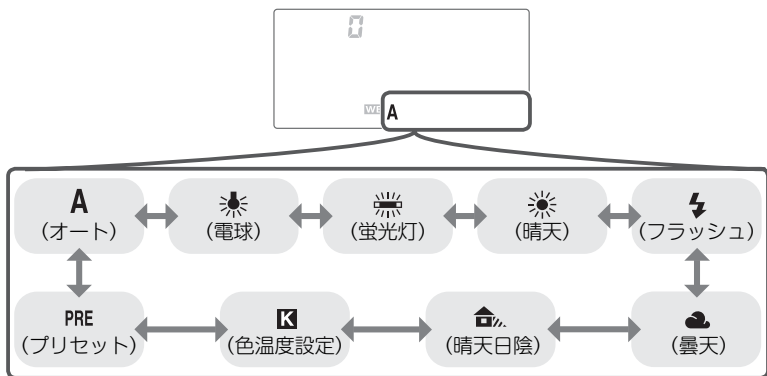 0
WB A
A
(オート)
(電球)
(蛍光灯)
(晴天)
(フラッシュ)
PRE
(プリセット)
K
(色温度設定)
(晴天日陰)
(曇天)